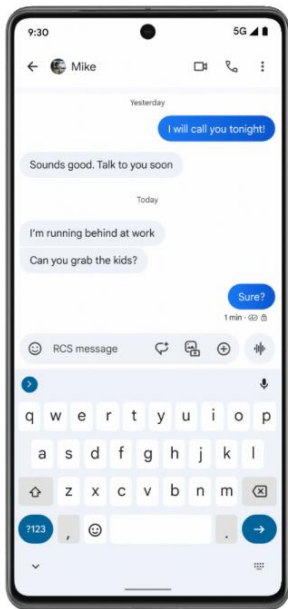 9:30
5G
Mike
Yesterday
I will call you tonight!
Sounds good. Talk to you soon
Today
I'm running behind at work
Can you grab the kids?
Sure?
1 min ·
RCS message
q w e r t y u i o p
a s d f g h j k l
z x c v b n m
?123 , .